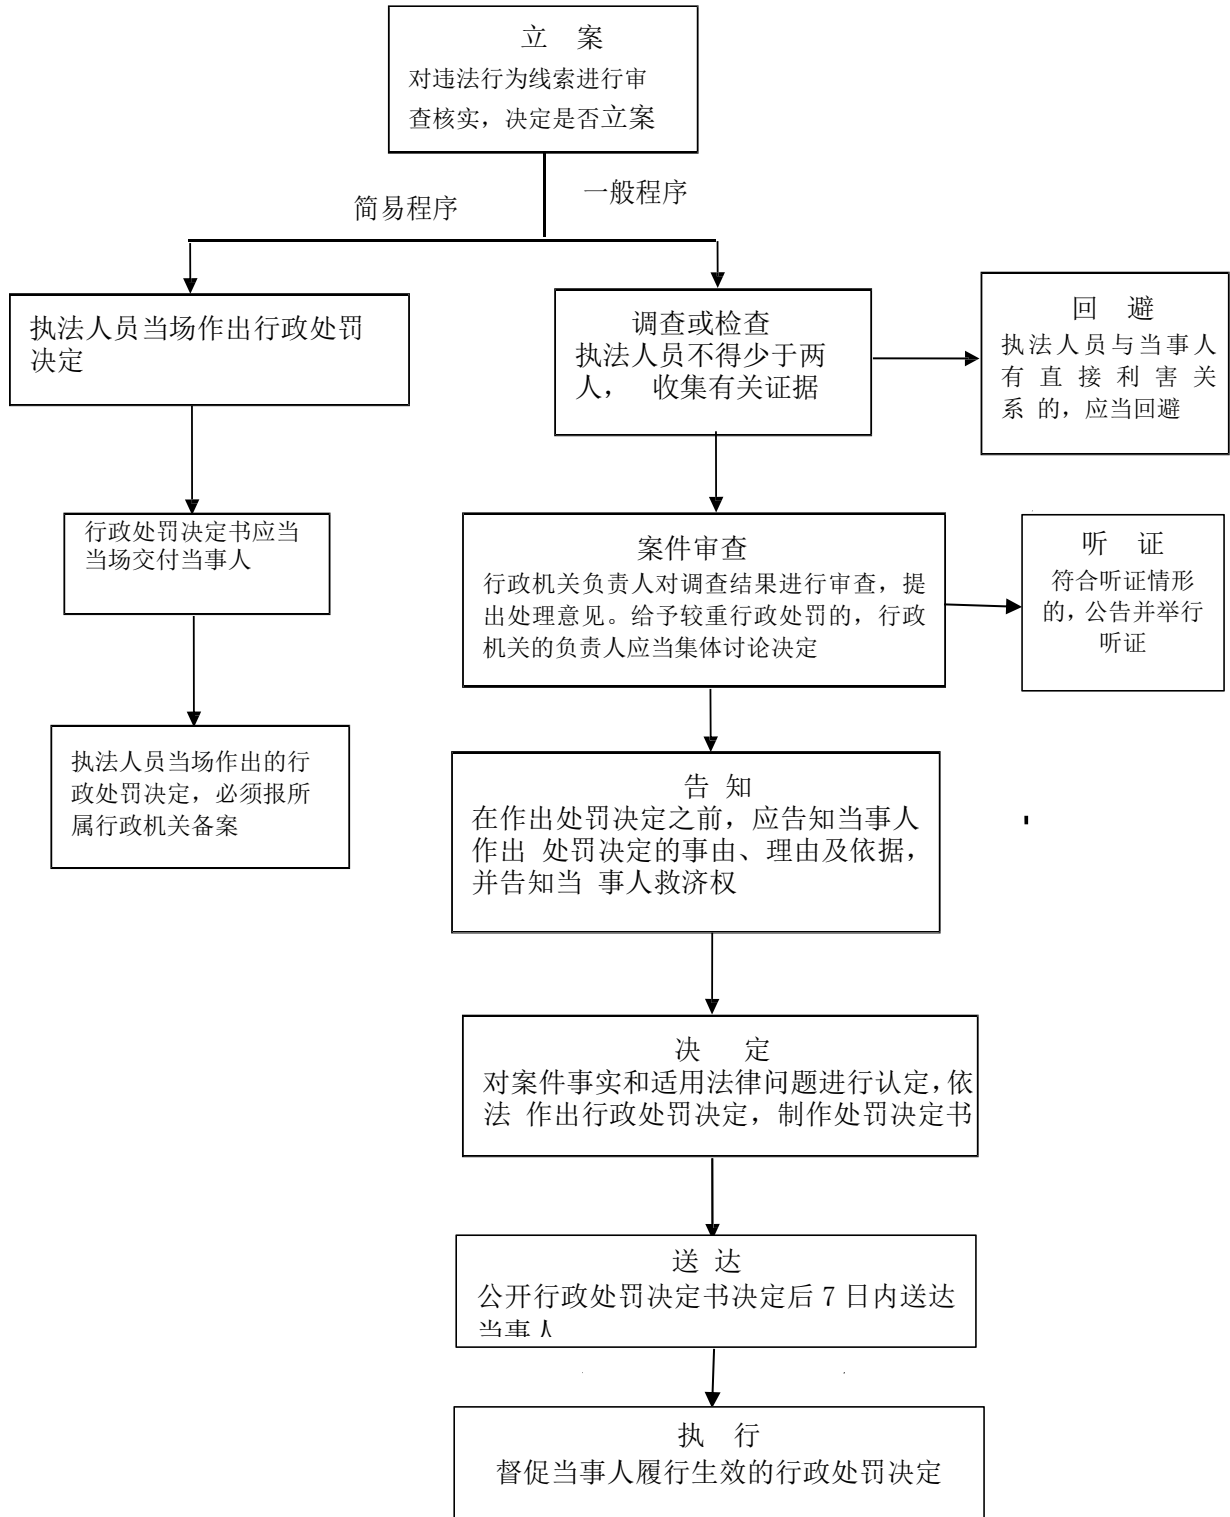 立 案
对违法行为线索进行审
查核实，决定是否立案
简易程序
一般程序
执法人员当场作出行政处罚
决定
调查或检查
执法人员不得少于两
人， 收集有关证据
回 避
执法人员与当事人
有 直 接 利 害 关
系 的，应当回避
行政处罚决定书应当
当场交付当事人
案件审查
行政机关负责人对调查结果进行审查，提
出处理意见。给予较重行政处罚的，行政
机关的负责人应当集体讨论决定
听 证
符合听证情形
的，公告并举行
听证
执法人员当场作出的行
政处罚决定，必须报所
属行政机关备案
告 知
在作出处罚决定之前，应告知当事人
作出 处罚决定的事由、理由及依据，
并告知当 事人救济权
决 定
对案件事实和适用法律问题进行认定，依
法 作出行政处罚决定，制作处罚决定书
送 达
公开行政处罚决定书决定后 7 日内送达
当事人
执 行
督促当事人履行生效的行政处罚决定